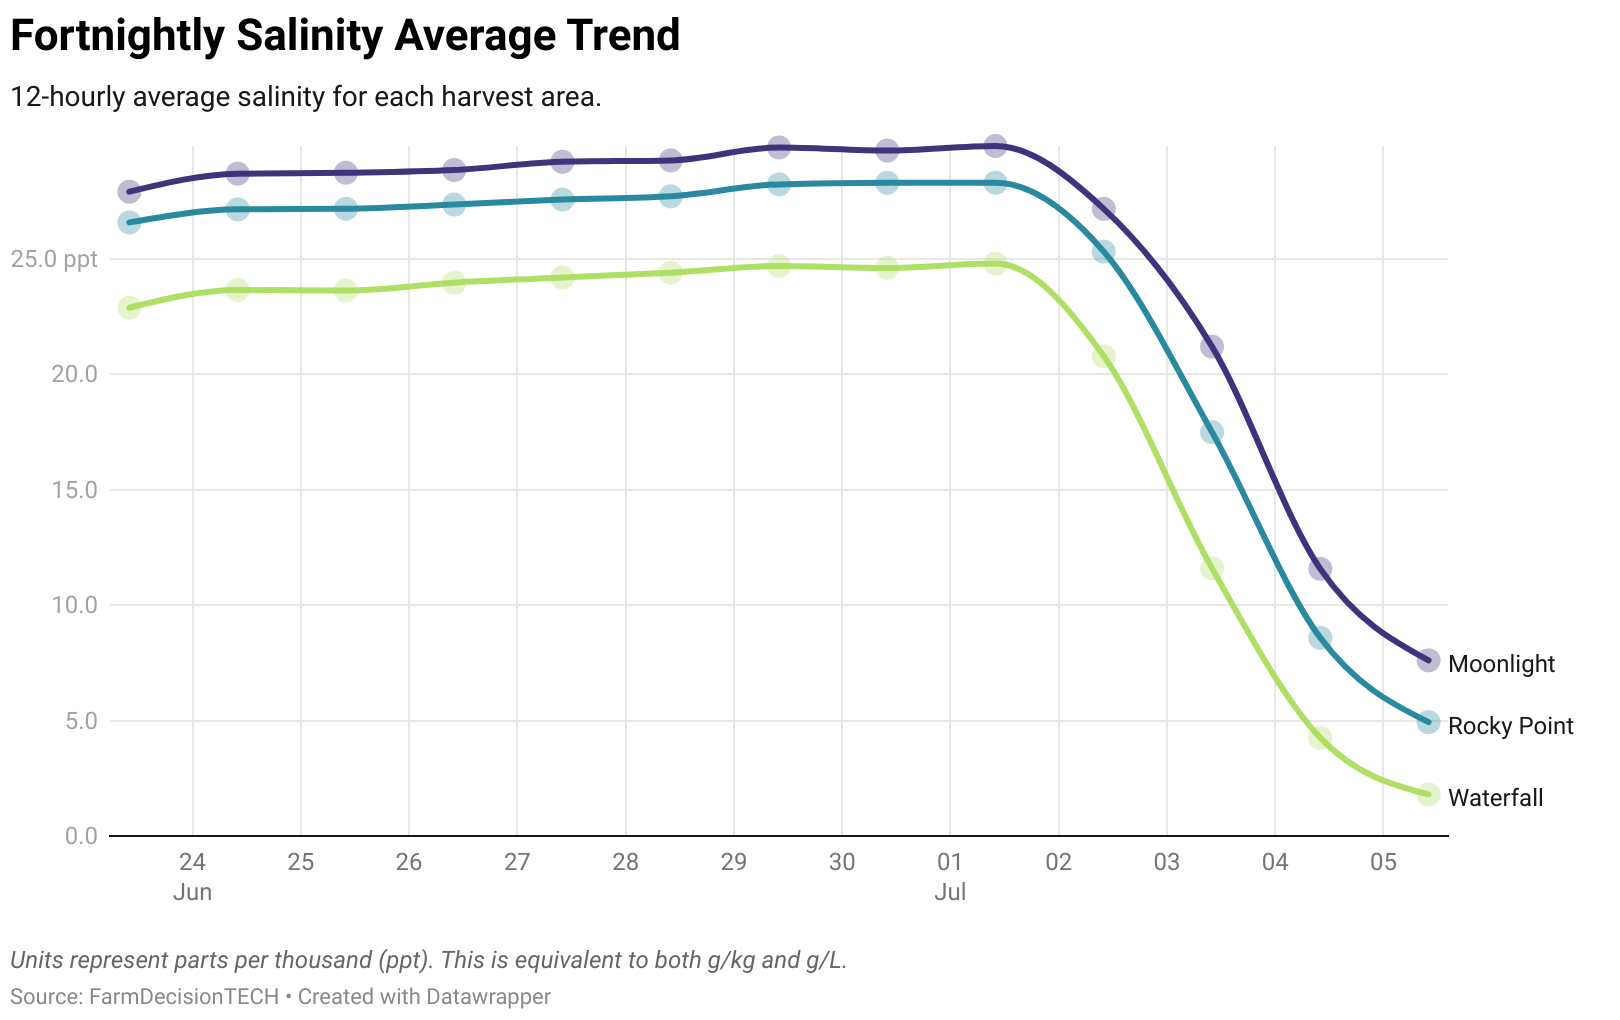 Fortnightly Salinity Average Trend
12-hourly average salinity for each harvest area.
25.0 ppt
20.0
15.0
10.0
5.0
0.0
Moonlight
Rocky Point
Waterfall
24 25 26 27 28 29 30 01 02 03 04 05
Jun Jul
Units represent parts per thousand (ppt). This is equivalent to both g/kg and g/L.
Source: FarmDecisionTECH • Created with Datawrapper